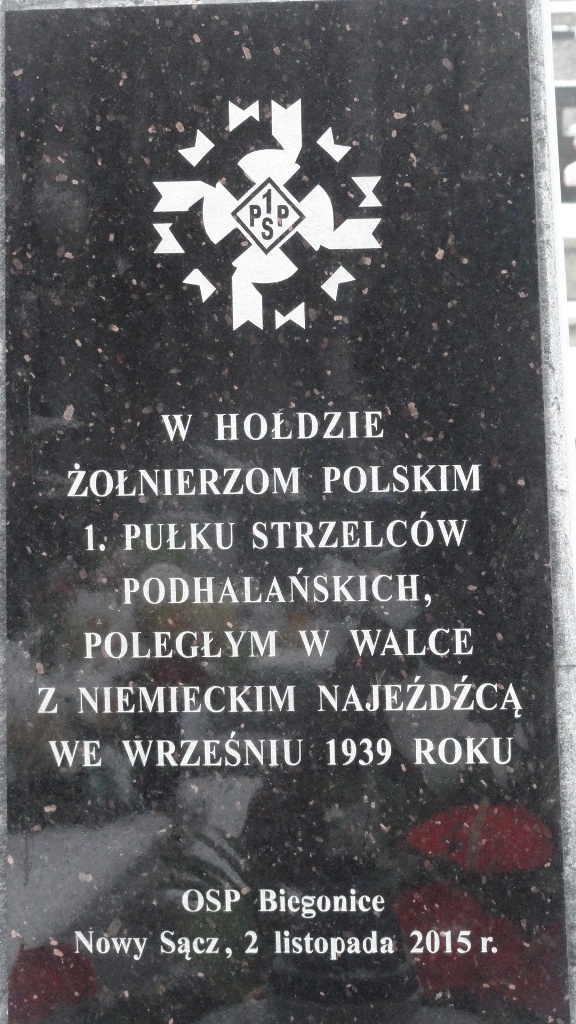 1
P P
S
W HOŁDZIE
ŻOŁNIERZOM POLSKIM
1. PUŁKU STRZELCÓW
PODHALAŃSKICH,
POLEGŁYM W WALCE
Z NIEMIECKIM NAJEŹDŹCĄ
WE WRZEŚNIU 1939 ROKU
OSP Biegonice
Nowy Sącz, 2 listopada 2015 r.